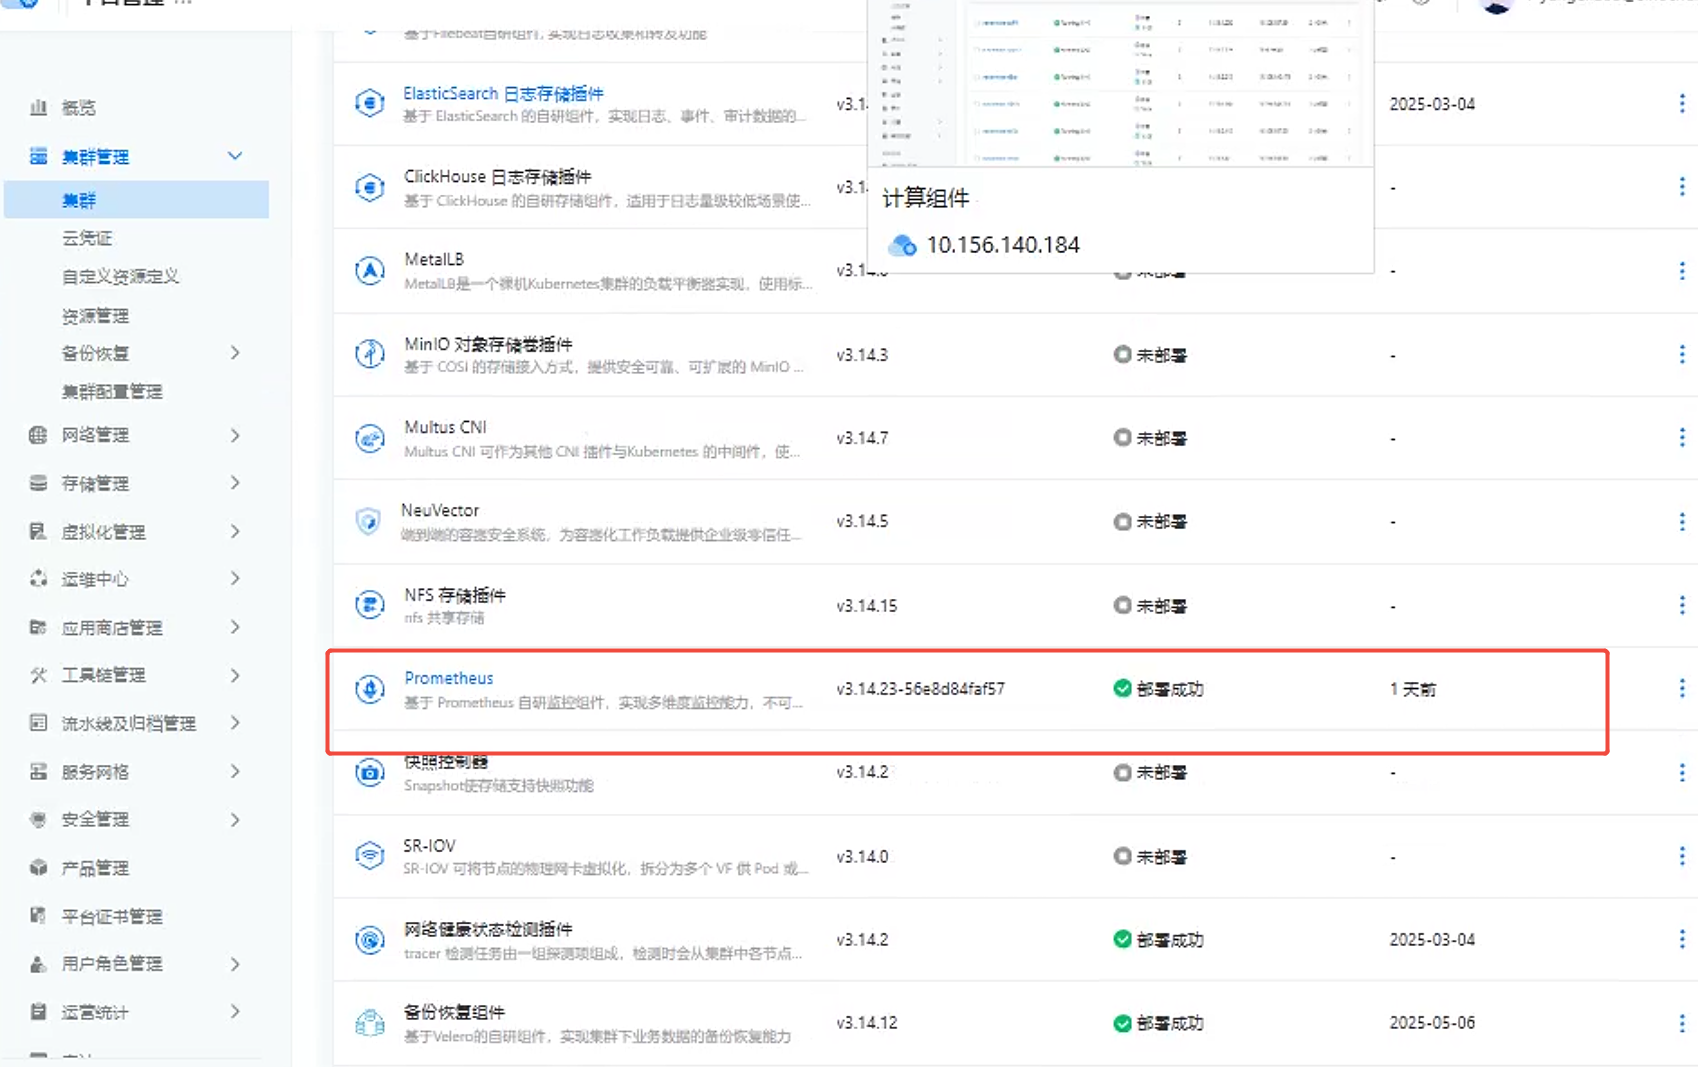 概览
集群管理
集群
云凭证
自定义资源定义
资源管理
备份恢复
集群配置管理
网络管理
存储管理
虚拟化管理
运维中心
应用商店管理
工具链管理
流水线及归档管理
服务网格
安全管理
产品管理
平台证书管理
用户角色管理
运营统计
基于Filebeat自研组件, 实现日志收集和转发功能
ElasticSearch 日志存储插件
基于 ElasticSearch 的自研组件，实现日志、事件、审计数据的...
v3.1
2025-03-04
ClickHouse 日志存储插件
基于 ClickHouse 的自研存储组件，适用于日志量级较低场景使...
v3.1
-
计算组件
10.156.140.184
MetalLB
MetalLB是一个裸机Kubernetes集群的负载平衡器实现，使用标...
未部署
-
MinIO 对象存储卷插件
基于 COSI 的存储接入方式，提供安全可靠、可扩展的 MinIO ...
v3.14.3
未部署
-
Multus CNI
Multus CNI 可作为其他 CNI 插件与Kubernetes 的中间件，使...
v3.14.7
未部署
-
NeuVector
端到端的容器安全系统，为容器化工作负载提供企业级零信任...
v3.14.5
未部署
-
NFS 存储插件
nfs 共享存储
v3.14.15
未部署
-
Prometheus
基于 Prometheus 自研监控组件，实现多维度监控能力，不可...
v3.14.23-56e8d84faf57
部署成功
1 天前
快照控制器
Snapshot使存储支持快照功能
v3.14.2
未部署
-
SR-IOV
SR-IOV 可将节点的物理网卡虚拟化，拆分为多个 VF 供 Pod 或...
v3.14.0
未部署
-
网络健康状态检测插件
tracer 检测任务由一组探测项组成，检测时会从集群中各节点...
v3.14.2
部署成功
2025-03-04
备份恢复组件
基于Velero的自研组件，实现集群下业务数据的备份恢复能力
v3.14.12
部署成功
2025-05-06